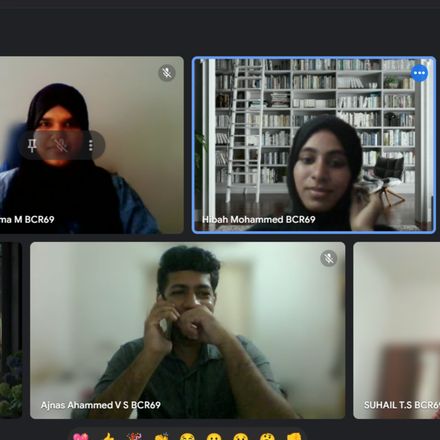 ma M BCR69
Hibah Mohammed BCR69
Ajnas Ahammed V S BCR69
SUHAIL T.S BCR6